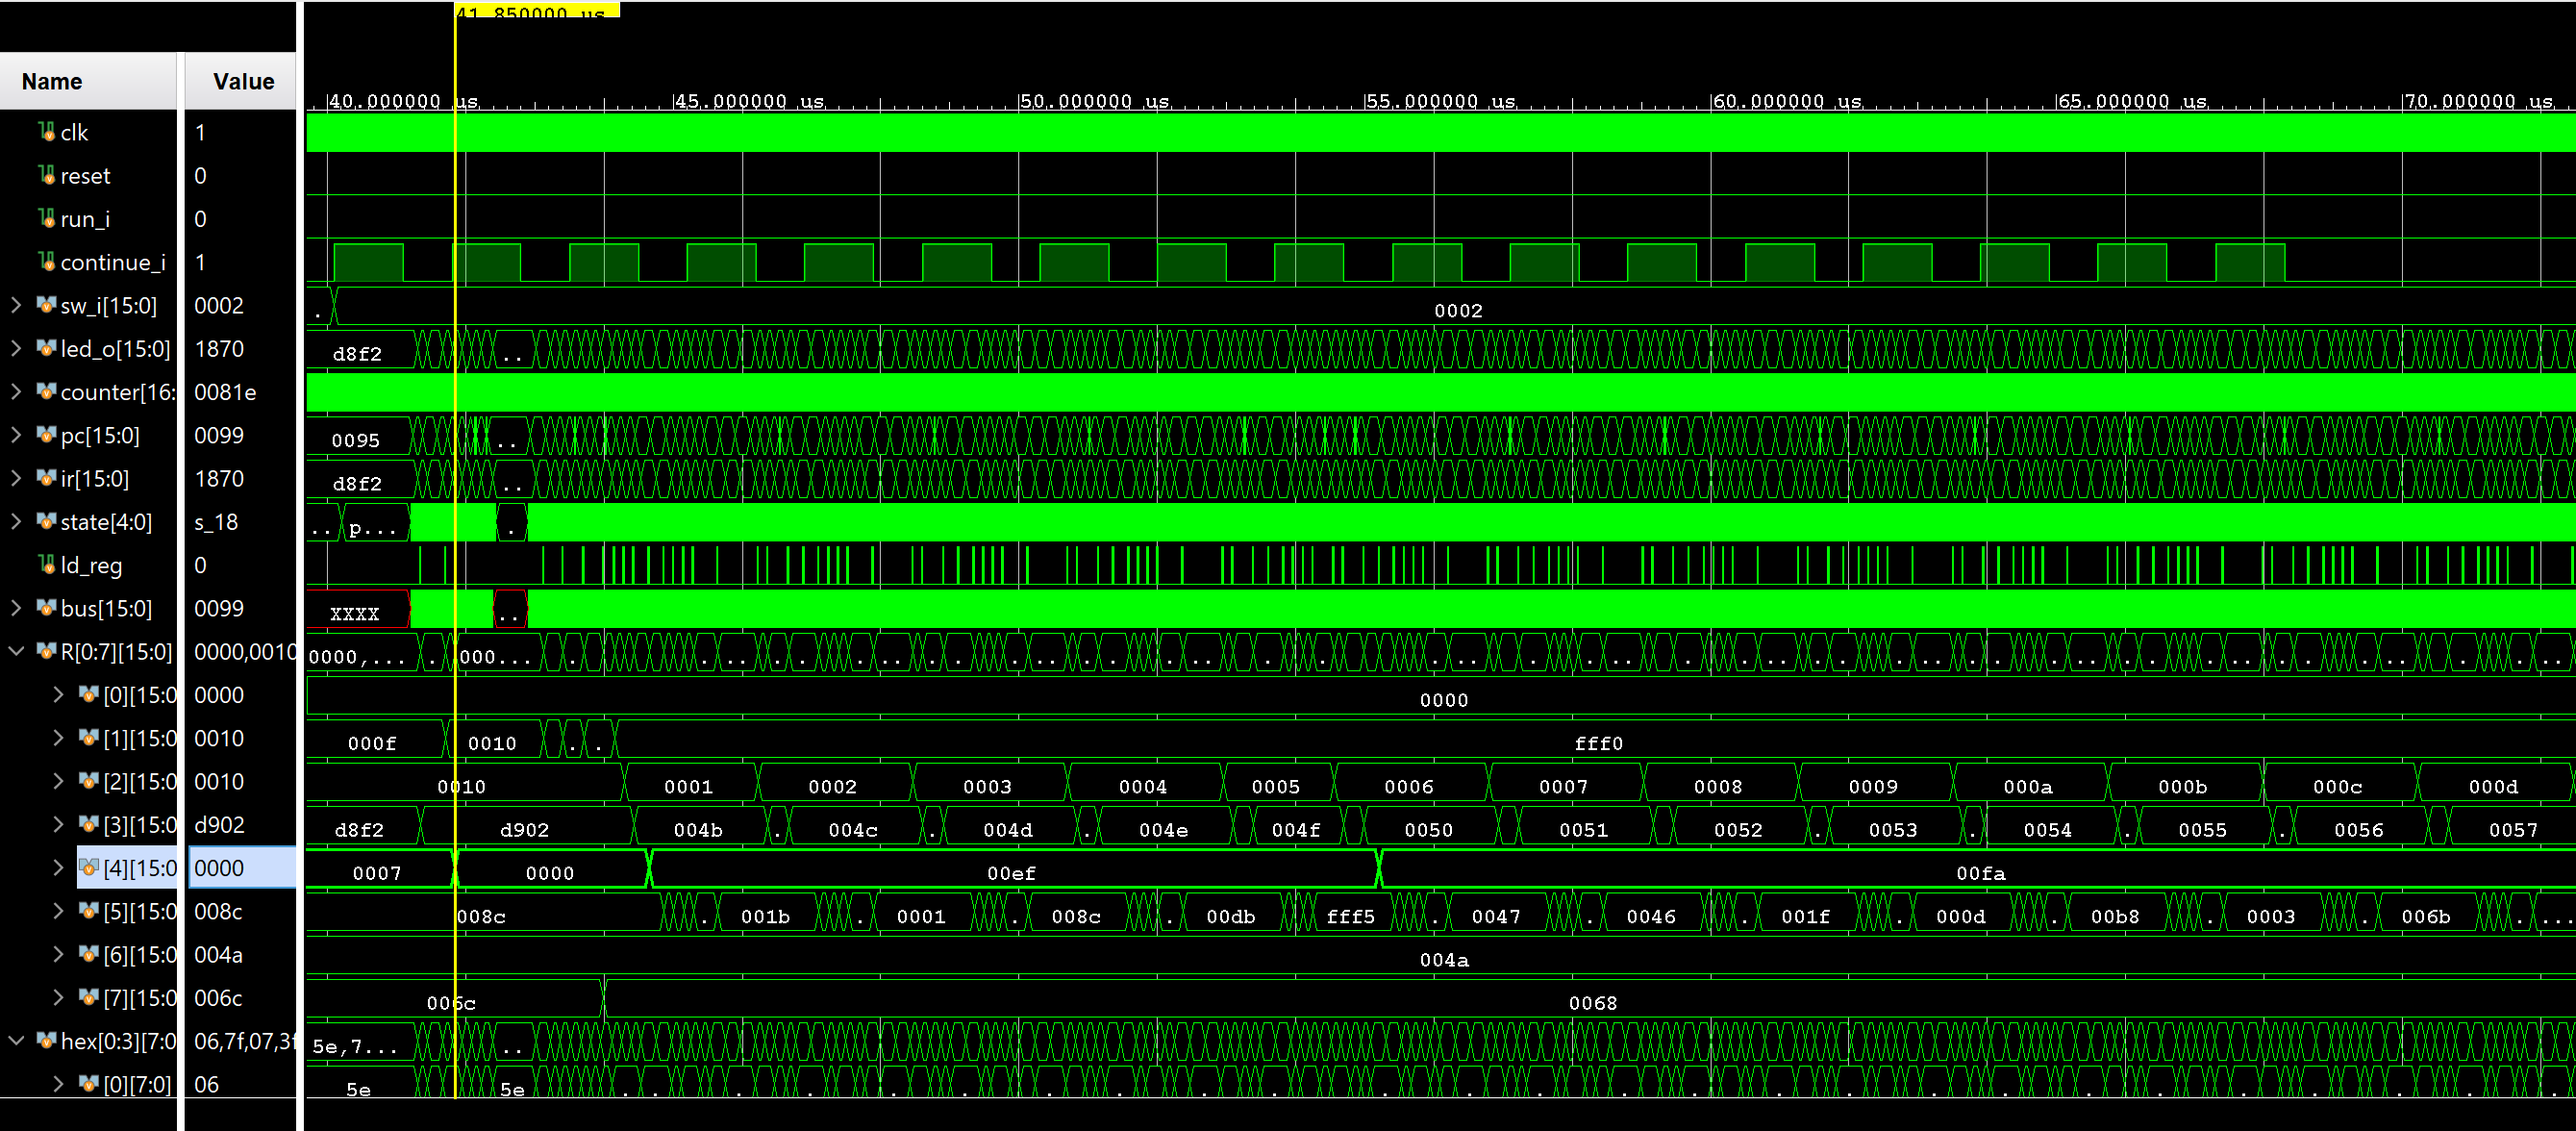 41.850000 us
Name Value
40.000000 us 45.000000 us 50.000000 us 55.000000 us 60.000000 us 65.000000 us 70.000000 us
clk 1
reset 0
run_i 0
continue_i 1
sw_i[15:0] 0002 . 0002
led_o[15:0] 1870 d8f2 ..
counter[16: 0081e
pc[15:0] 0099 0095 ..
ir[15:0] 1870 d8f2 ..
state[4:0] s_18 .. p... .
ld_reg 0
bus[15:0] 0099 XXXX ..
R[0:7][15:0] 0000,0010 0000,... . 000...
[0][15:0 0000 0000
[1][15:0 0010 000f 0010 . . fff0
[2][15:0 0010 0010 0001 0002 0003 0004 0005 0006 0007 0008 0009 000a 000b 000c 000d
[3][15:0 d902 d8f2 d902 004b . 004c . 004d . 004e 004f 0050 0051 0052 . 0053 . 0054 . 0055 . 0056 0057
[4][15:0 0000 0007 0000 00ef 00fa
[5][15:0 008c 008c . 001b . 0001 . 008c . 00db fff5 . 0047 . 0046 . 001f . 000d . 00b8 . 0003 . 006b . ...
[6][15:0 004a 004a
[7][15:0 006c 006c 0068
hex[0:3][7:0 06,7f,07,3f 5e,7... ..
[0][7:0] 06 5e 5e